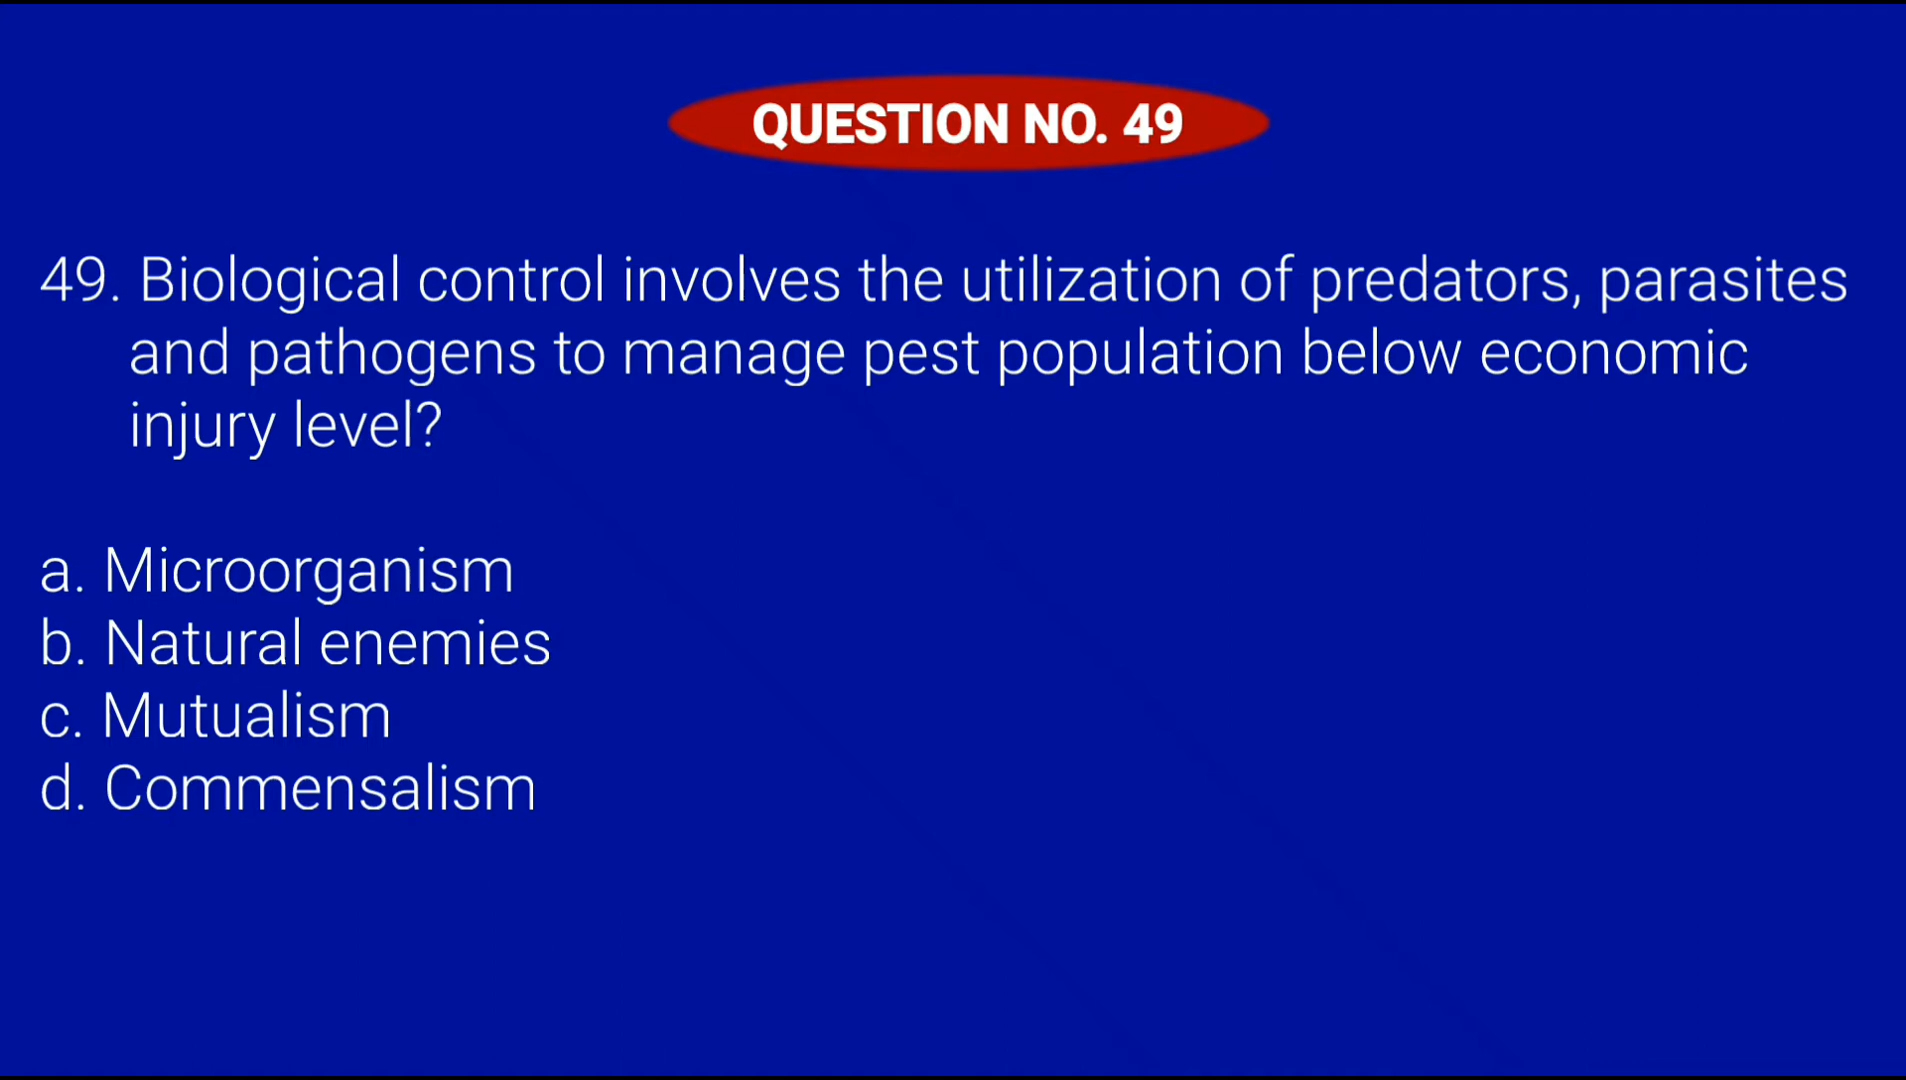 QUESTION NO. 49
49. Biological control involves the utilization of predators, parasites
and pathogens to manage pest population below economic
injury level?
a. Microorganism
b. Natural enemies
c. Mutualism
d. Commensalism